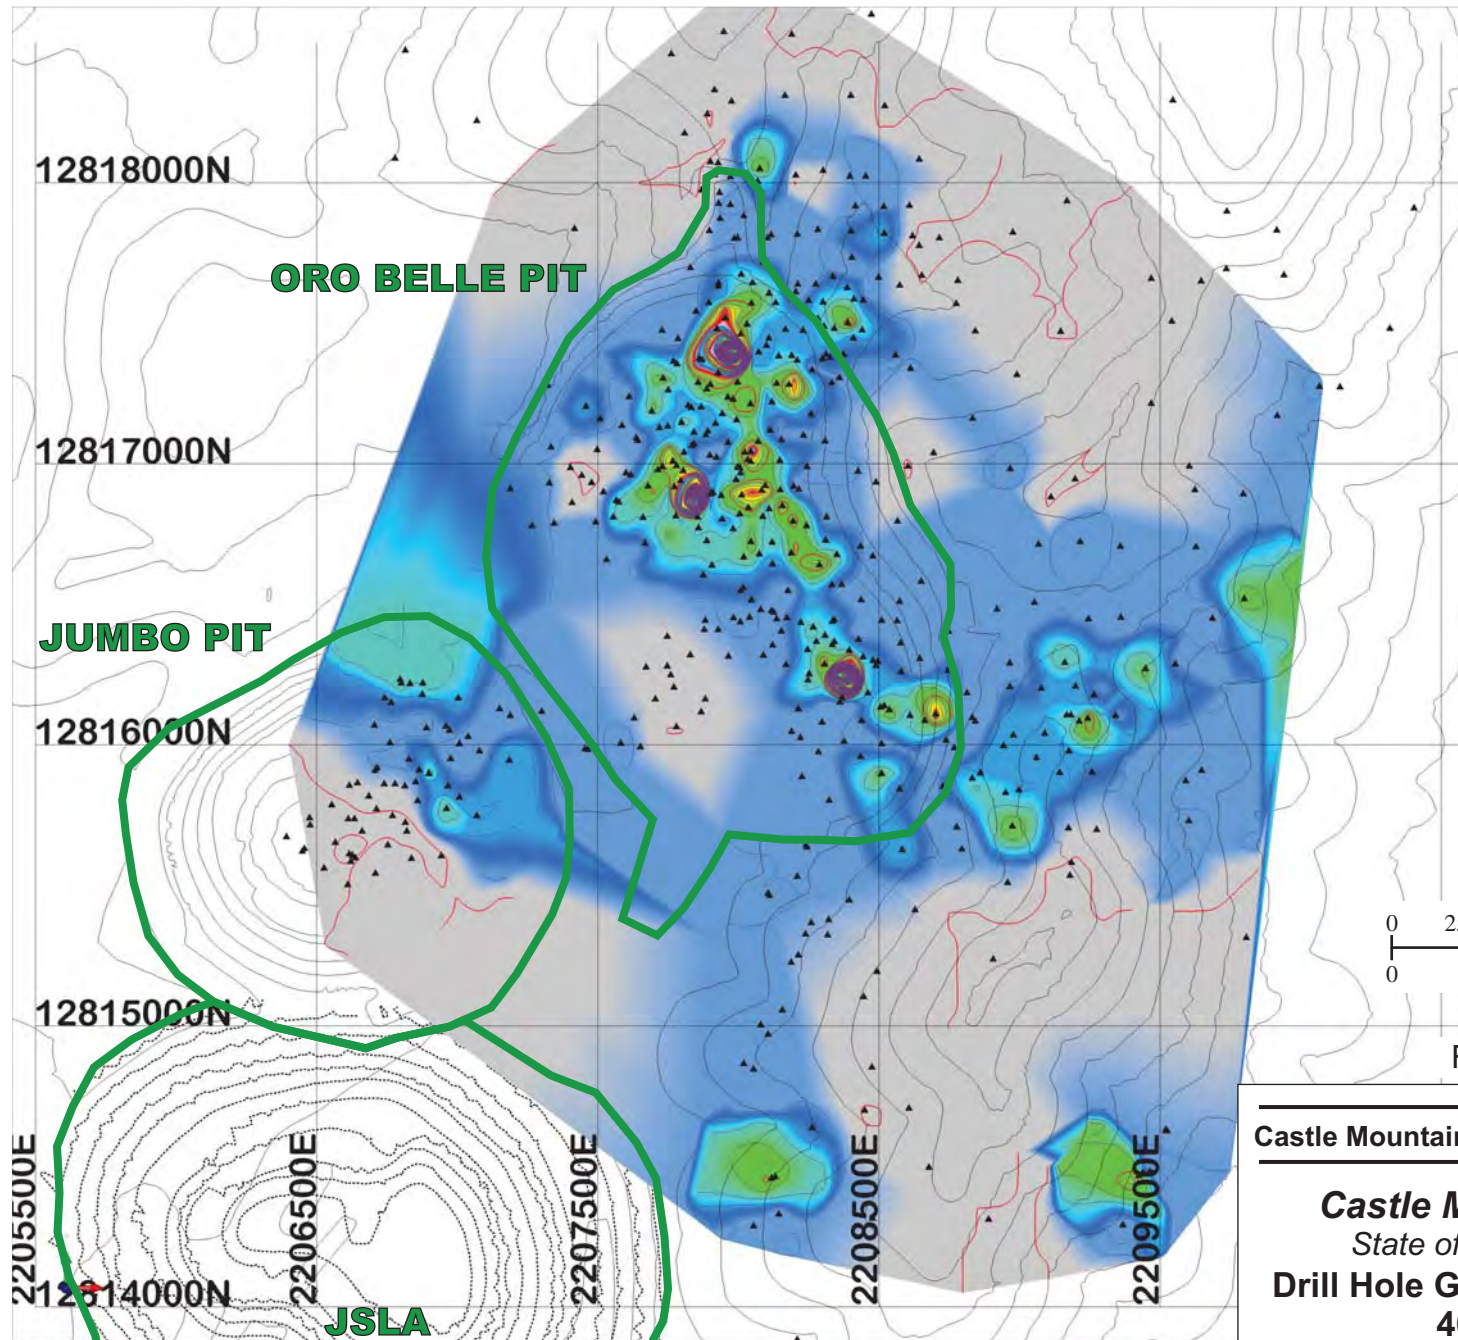 12818000N
ORO BELLE PIT
12817000N
JUMBO PIT
12816000N
0
0
12815000N
Castle Mountain
2205500E
2206500E
2207500E
2208500E
2209500E
Castle M
State of
Drill Hole G
12814000N
JSLA